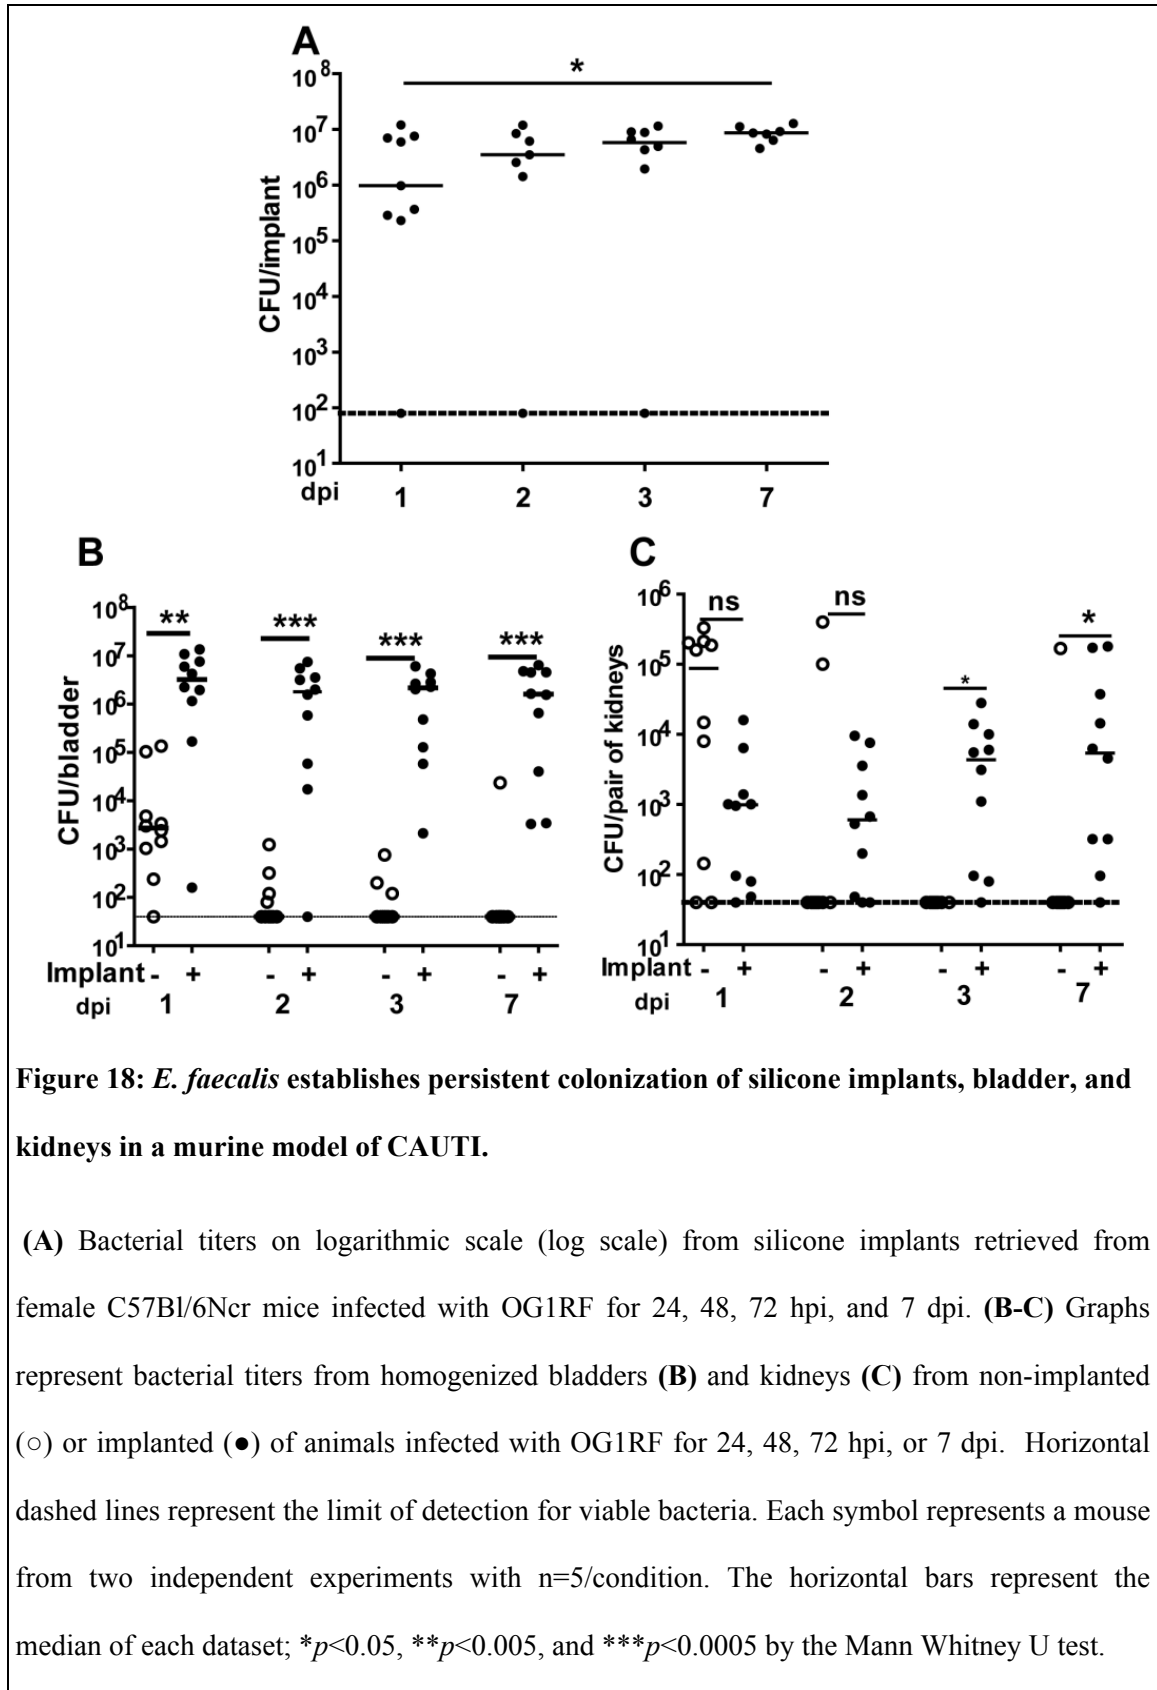 A
*
10^8
10^7
10^6
10^5
10^4
10^3
10^2
10^1
CFU/implant
dpi 1 2 3 7
B
** *** *** ***
10^8
10^7
10^6
10^5
10^4
10^3
10^2
10^1
CFU/bladder
Implant - + - + - + - +
dpi 1 2 3 7
C
ns ns * *
10^6
10^5
10^4
10^3
10^2
10^1
CFU/pair of kidneys
Implant - + - + - + - +
dpi 1 2 3 7
Figure 18: E. faecalis establishes persistent colonization of silicone implants, bladder, and
kidneys in a murine model of CAUTI.
(A) Bacterial titers on logarithmic scale (log scale) from silicone implants retrieved from
female C57Bl/6Ncr mice infected with OG1RF for 24, 48, 72 hpi, and 7 dpi. (B-C) Graphs
represent bacterial titers from homogenized bladders (B) and kidneys (C) from non-implanted
(○) or implanted (●) of animals infected with OG1RF for 24, 48, 72 hpi, or 7 dpi. Horizontal
dashed lines represent the limit of detection for viable bacteria. Each symbol represents a mouse
from two independent experiments with n=5/condition. The horizontal bars represent the
median of each dataset; *p<0.05, **p<0.005, and ***p<0.0005 by the Mann Whitney U test.